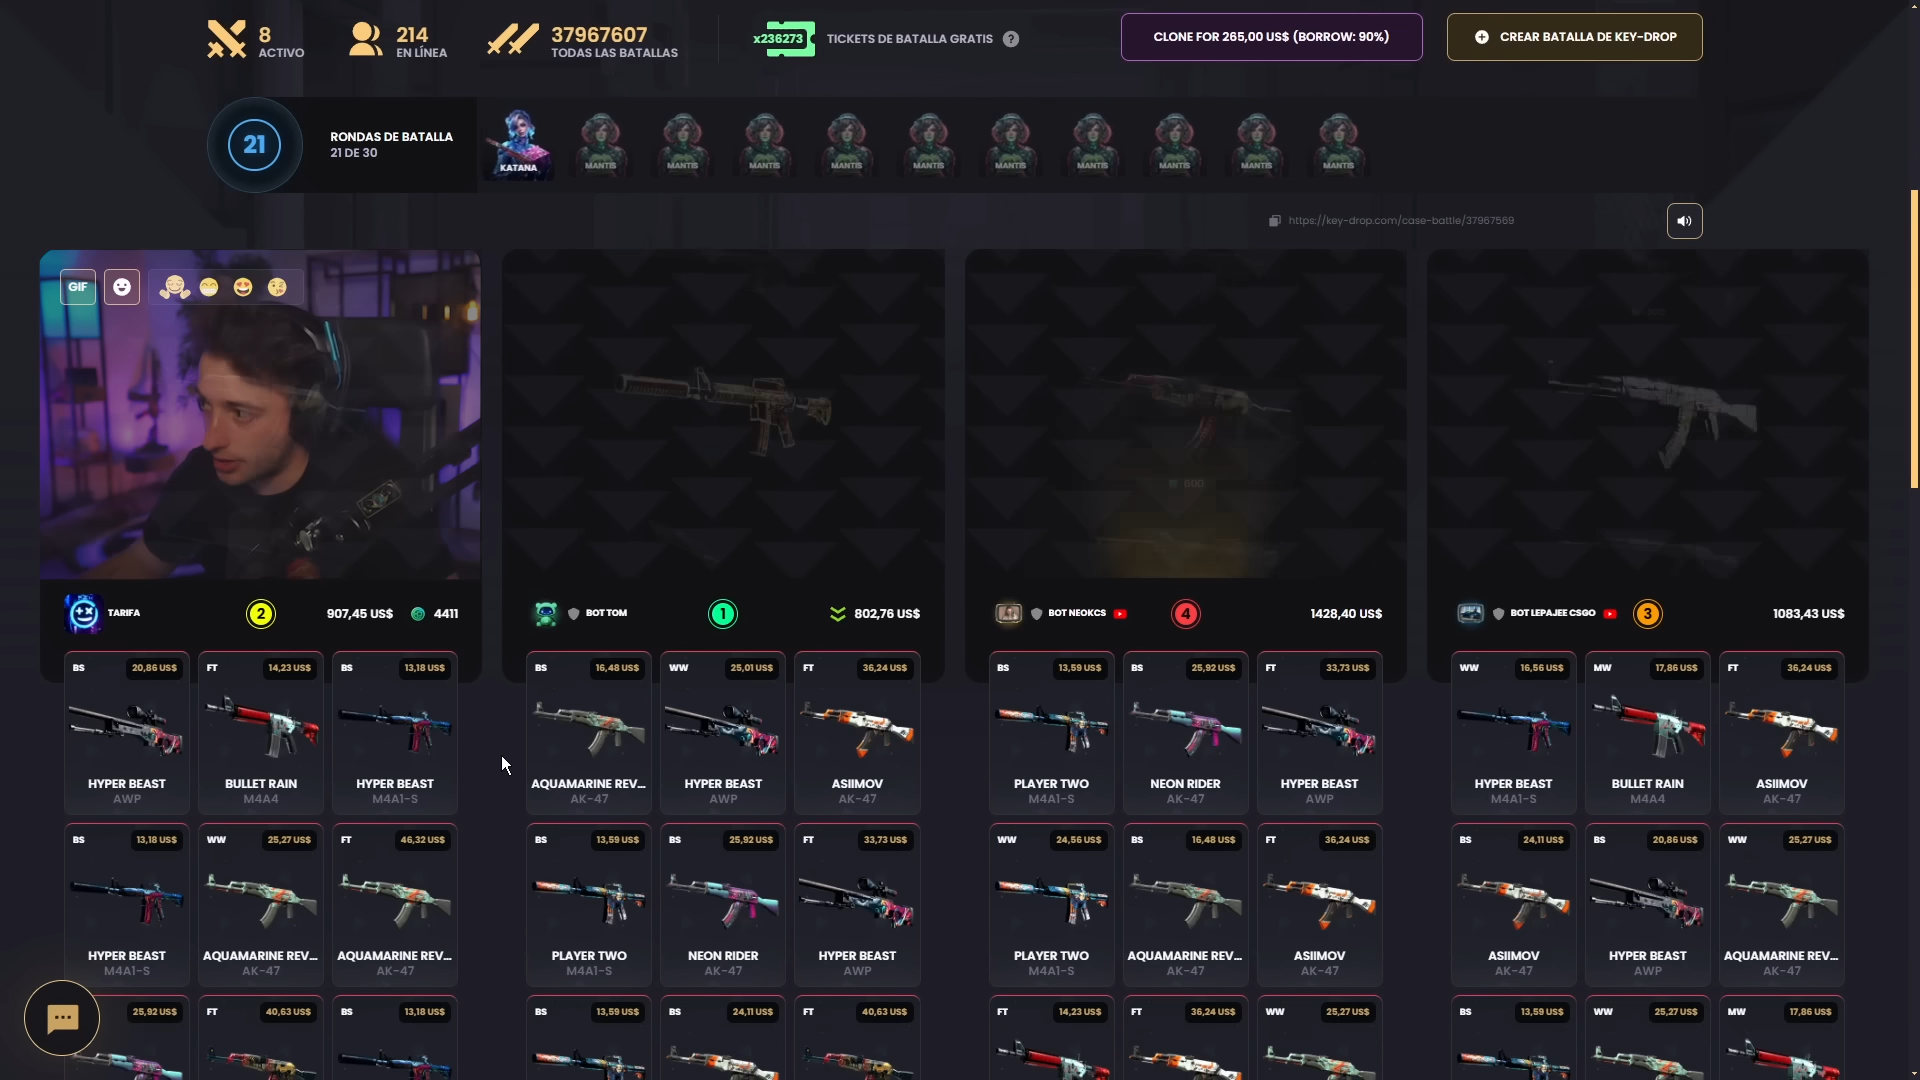 8
ACTIVO
214
EN LÍNEA
37967607
TODAS LAS BATALLAS
x236273
TICKETS DE BATALLA GRATIS ?
CLONE FOR 265,00 US$ (BORROW: 90%)
CREAR BATALLA DE KEY-DROP
21
RONDAS DE BATALLA
21 DE 30
KATANA
MANTIS
MANTIS
MANTIS
MANTIS
MANTIS
MANTIS
MANTIS
MANTIS
MANTIS
MANTIS
https://key-drop.com/case-battle/37967569
GIF
TARIFA 2 907,45 US$ 4411
BOT TOM 1 802,76 US$
BOT NEOKCS 4 1428,40 US$
BOT LEPAJEE CSGO 3 1083,43 US$
BS 20,86 US$ FT 14,23 US$ BS 13,18 US$
HYPER BEAST BULLET RAIN HYPER BEAST
AWP M4A4 M4A1-S
BS 16,48 US$ WW 25,01 US$ FT 36,24 US$
AQUAMARINE REV... HYPER BEAST ASIIMOV
AK-47 AWP AK-47
BS 13,59 US$ BS 25,92 US$ FT 33,73 US$
PLAYER TWO NEON RIDER HYPER BEAST
M4A1-S AK-47 AWP
WW 16,56 US$ MW 17,86 US$ FT 36,24 US$
HYPER BEAST BULLET RAIN ASIIMOV
M4A1-S M4A4 AK-47
BS 13,18 US$ WW 25,27 US$ FT 46,32 US$
HYPER BEAST AQUAMARINE REV... AQUAMARINE REV...
M4A1-S AK-47 AK-47
BS 13,59 US$ BS 25,92 US$ FT 33,73 US$
PLAYER TWO NEON RIDER HYPER BEAST
M4A1-S AK-47 AWP
WW 24,56 US$ BS 16,48 US$ FT 36,24 US$
PLAYER TWO AQUAMARINE REV... ASIIMOV
M4A1-S AK-47 AK-47
BS 24,11 US$ BS 20,86 US$ WW 25,27 US$
ASIIMOV HYPER BEAST AQUAMARINE REV...
AK-47 AWP AK-47
25,92 US$ FT 40,63 US$ BS 13,18 US$
BS 13,59 US$ BS 24,11 US$ FT 40,63 US$
FT 14,23 US$ FT 36,24 US$ WW 25,27 US$
BS 13,59 US$ WW 25,27 US$ MW 17,86 US$